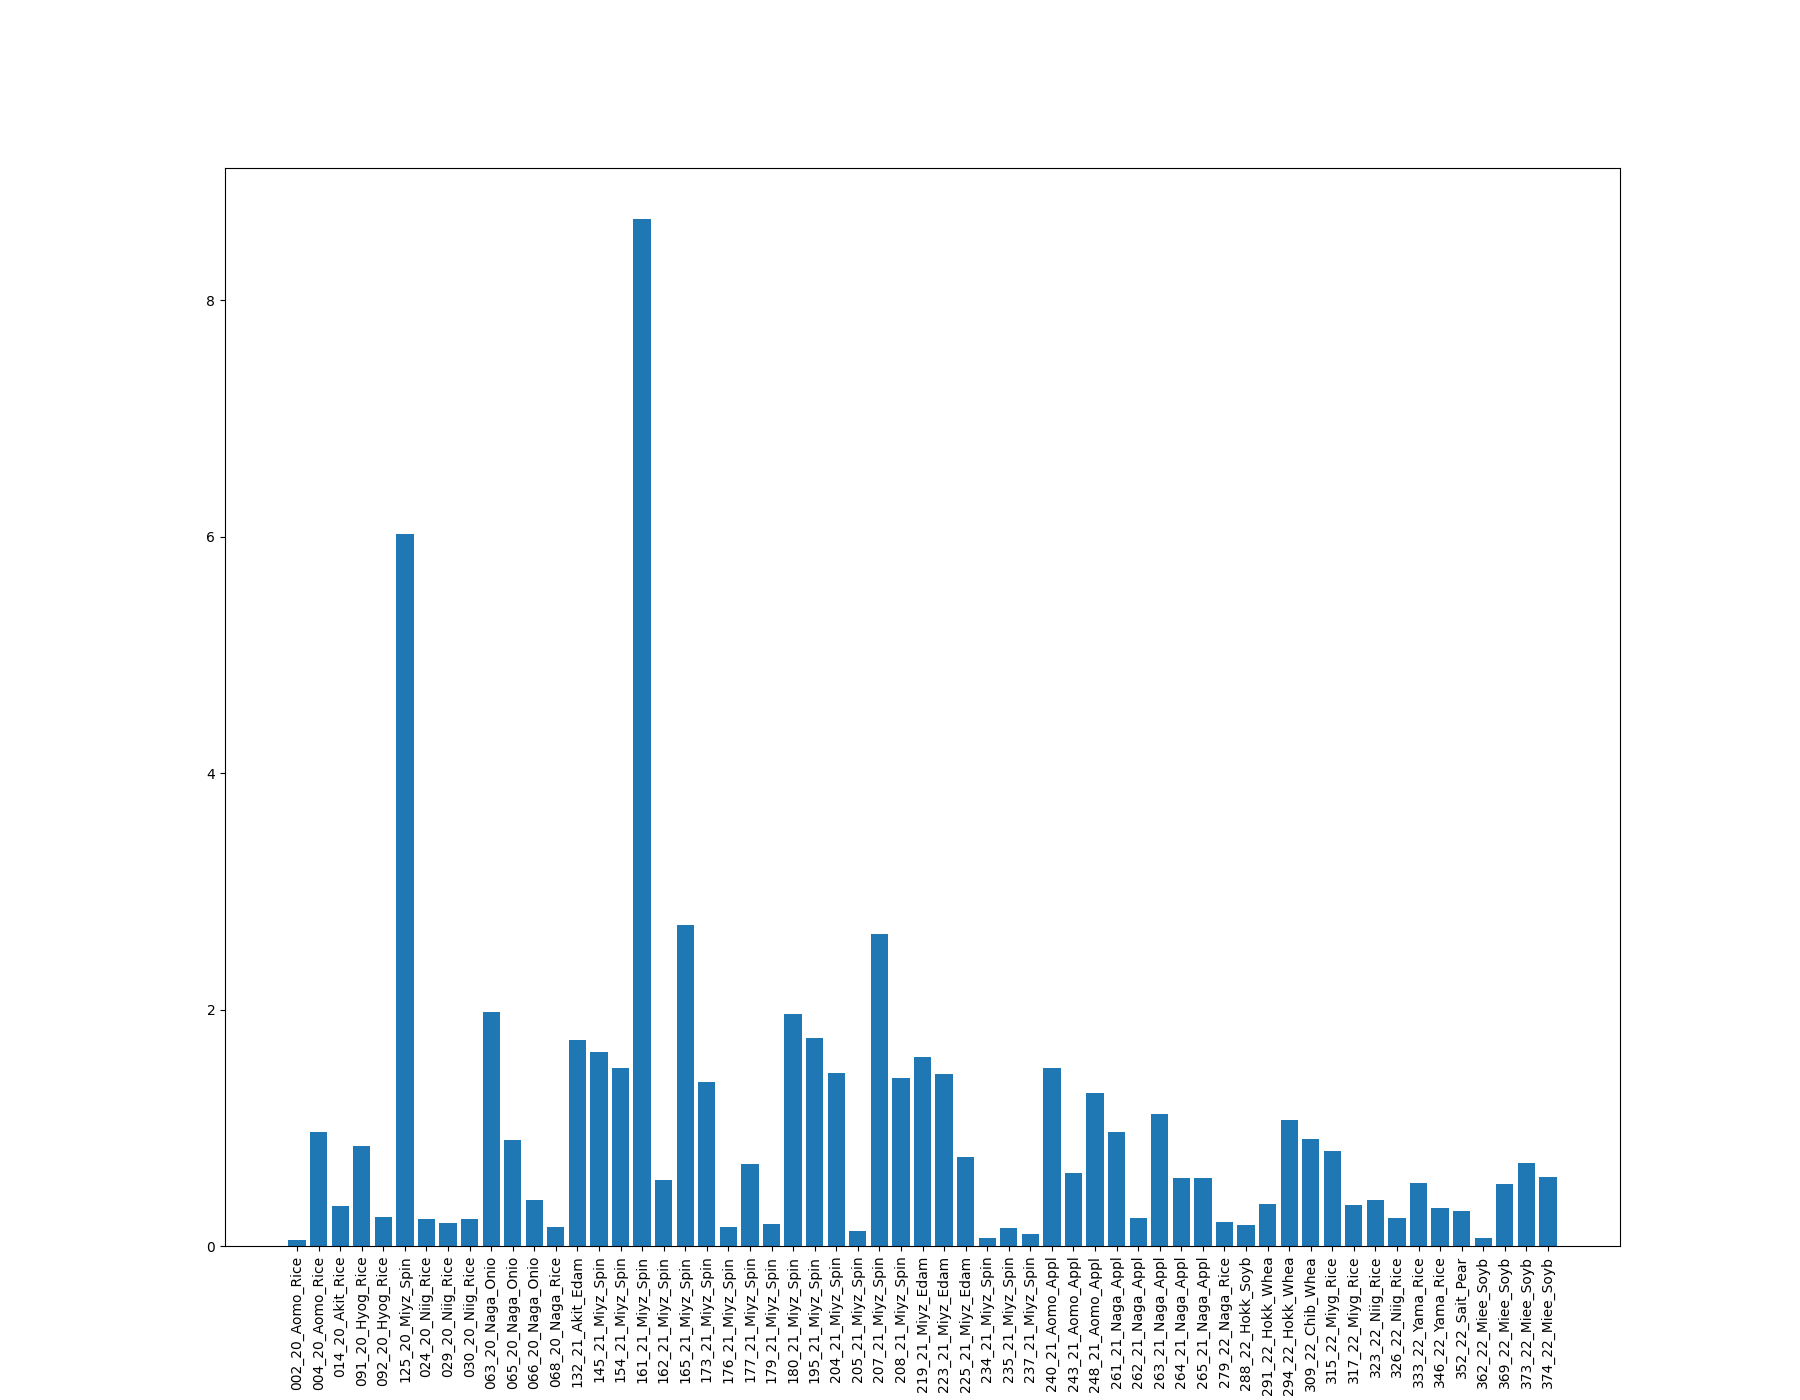 8
6
4
2
0
002_20_Aomo_Rice
004_20_Aomo_Rice
014_20_Akit_Rice
091_20_Hyog_Rice
092_20_Hyog_Rice
125_20_Miyz_Spin
024_20_Niig_Rice
029_20_Niig_Rice
030_20_Niig_Rice
063_20_Naga_Onio
065_20_Naga_Onio
066_20_Naga_Onio
068_20_Naga_Rice
132_21_Akit_Edam
145_21_Miyz_Spin
154_21_Miyz_Spin
161_21_Miyz_Spin
162_21_Miyz_Spin
165_21_Miyz_Spin
173_21_Miyz_Spin
176_21_Miyz_Spin
177_21_Miyz_Spin
179_21_Miyz_Spin
180_21_Miyz_Spin
195_21_Miyz_Spin
204_21_Miyz_Spin
205_21_Miyz_Spin
207_21_Miyz_Spin
208_21_Miyz_Spin
219_21_Miyz_Edam
223_21_Miyz_Edam
225_21_Miyz_Edam
234_21_Miyz_Spin
235_21_Miyz_Spin
237_21_Miyz_Spin
240_21_Aomo_Appl
243_21_Aomo_Appl
248_21_Aomo_Appl
261_21_Naga_Appl
262_21_Naga_Appl
263_21_Naga_Appl
264_21_Naga_Appl
265_21_Naga_Appl
279_22_Naga_Rice
288_22_Hokk_Soyb
291_22_Hokk_Whea
294_22_Hokk_Whea
309_22_Chib_Whea
315_22_Miyg_Rice
317_22_Miyg_Rice
323_22_Niig_Rice
326_22_Niig_Rice
333_22_Yama_Rice
346_22_Yama_Rice
352_22_Sait_Pear
362_22_Miee_Soyb
369_22_Miee_Soyb
373_22_Miee_Soyb
374_22_Miee_Soyb